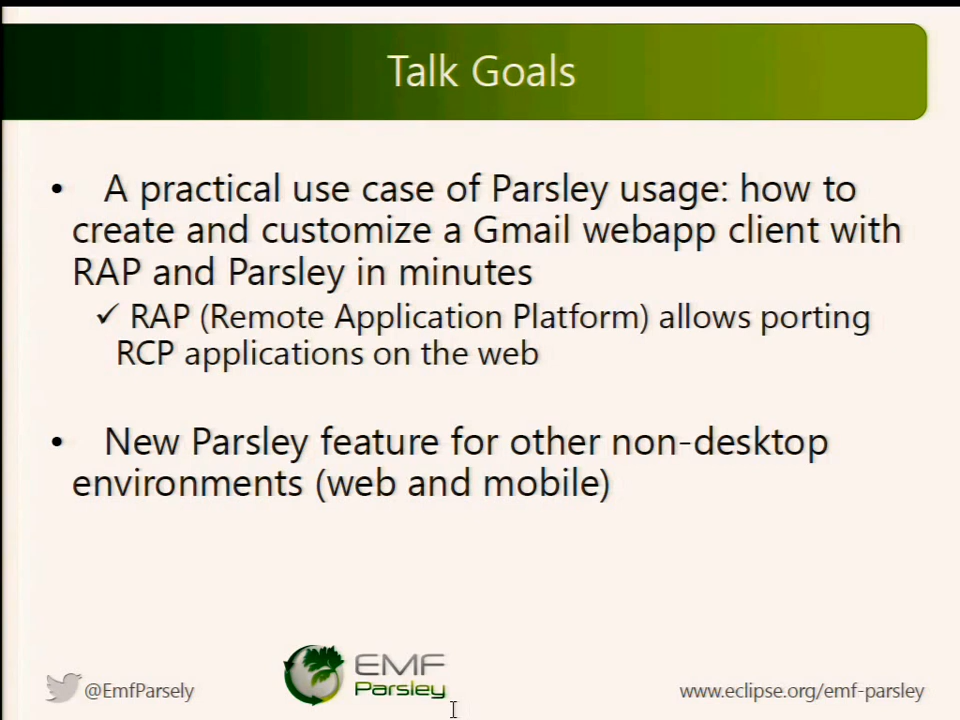 Talk Goals
• A practical use case of Parsley usage: how to
create and customize a Gmail webapp client with
RAP and Parsley in minutes
✓ RAP (Remote Application Platform) allows porting
RCP applications on the web
• New Parsley feature for other non-desktop
environments (web and mobile)
@EmfParsely
EMF
Parsley
www.eclipse.org/emf-parsley